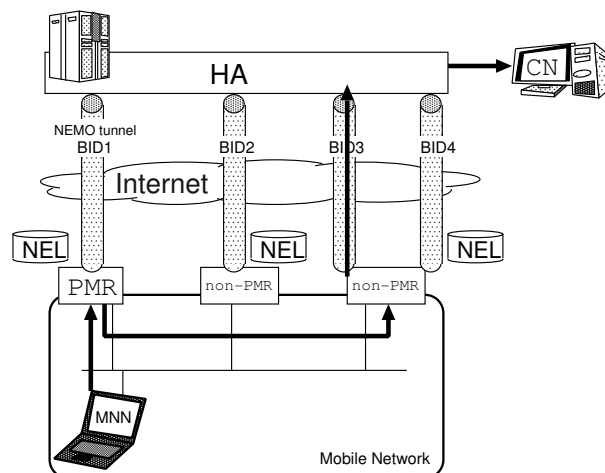 HA
CN
NEMO tunnel
BID1
BID2
BID3
BID4
Internet
NEL
NEL
NEL
PMR
non-PMR
non-PMR
MNN
Mobile Network